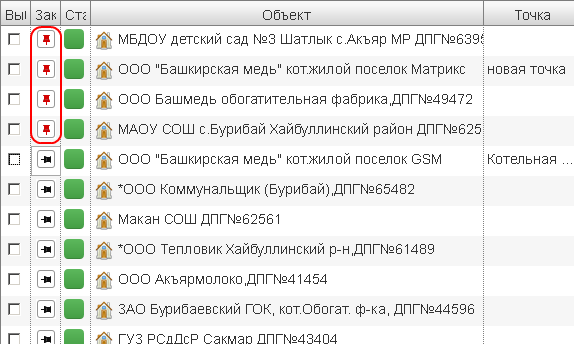 Выб Зак Ста Объект Точка
МБДОУ детский сад №3 Шатлык с.Акъяр МР ДПГ№6395
ООО "Башкирская медь" кот.жилой поселок Матрикс новая точка
ООО Башмедь обогатительная фабрика,ДПГ№49472
МАОУ СОШ с.Бурибай Хайбуллинский район ДПГ№625
ООО "Башкирская медь" кот.жилой поселок GSM Котельная ...
*ООО Коммунальщик (Бурибай),ДПГ№65482
Макан СОШ ДПГ№62561
*ООО Тепловик Хайбуллинский р-н,ДПГ№61489
ООО Акъярмолоко,ДПГ№41454
ЗАО Бурибаевский ГОК, кот.Обогат. ф-ка, ДПГ№44596
ГУЗ РСдДсР Сакмар ДПГ№43404